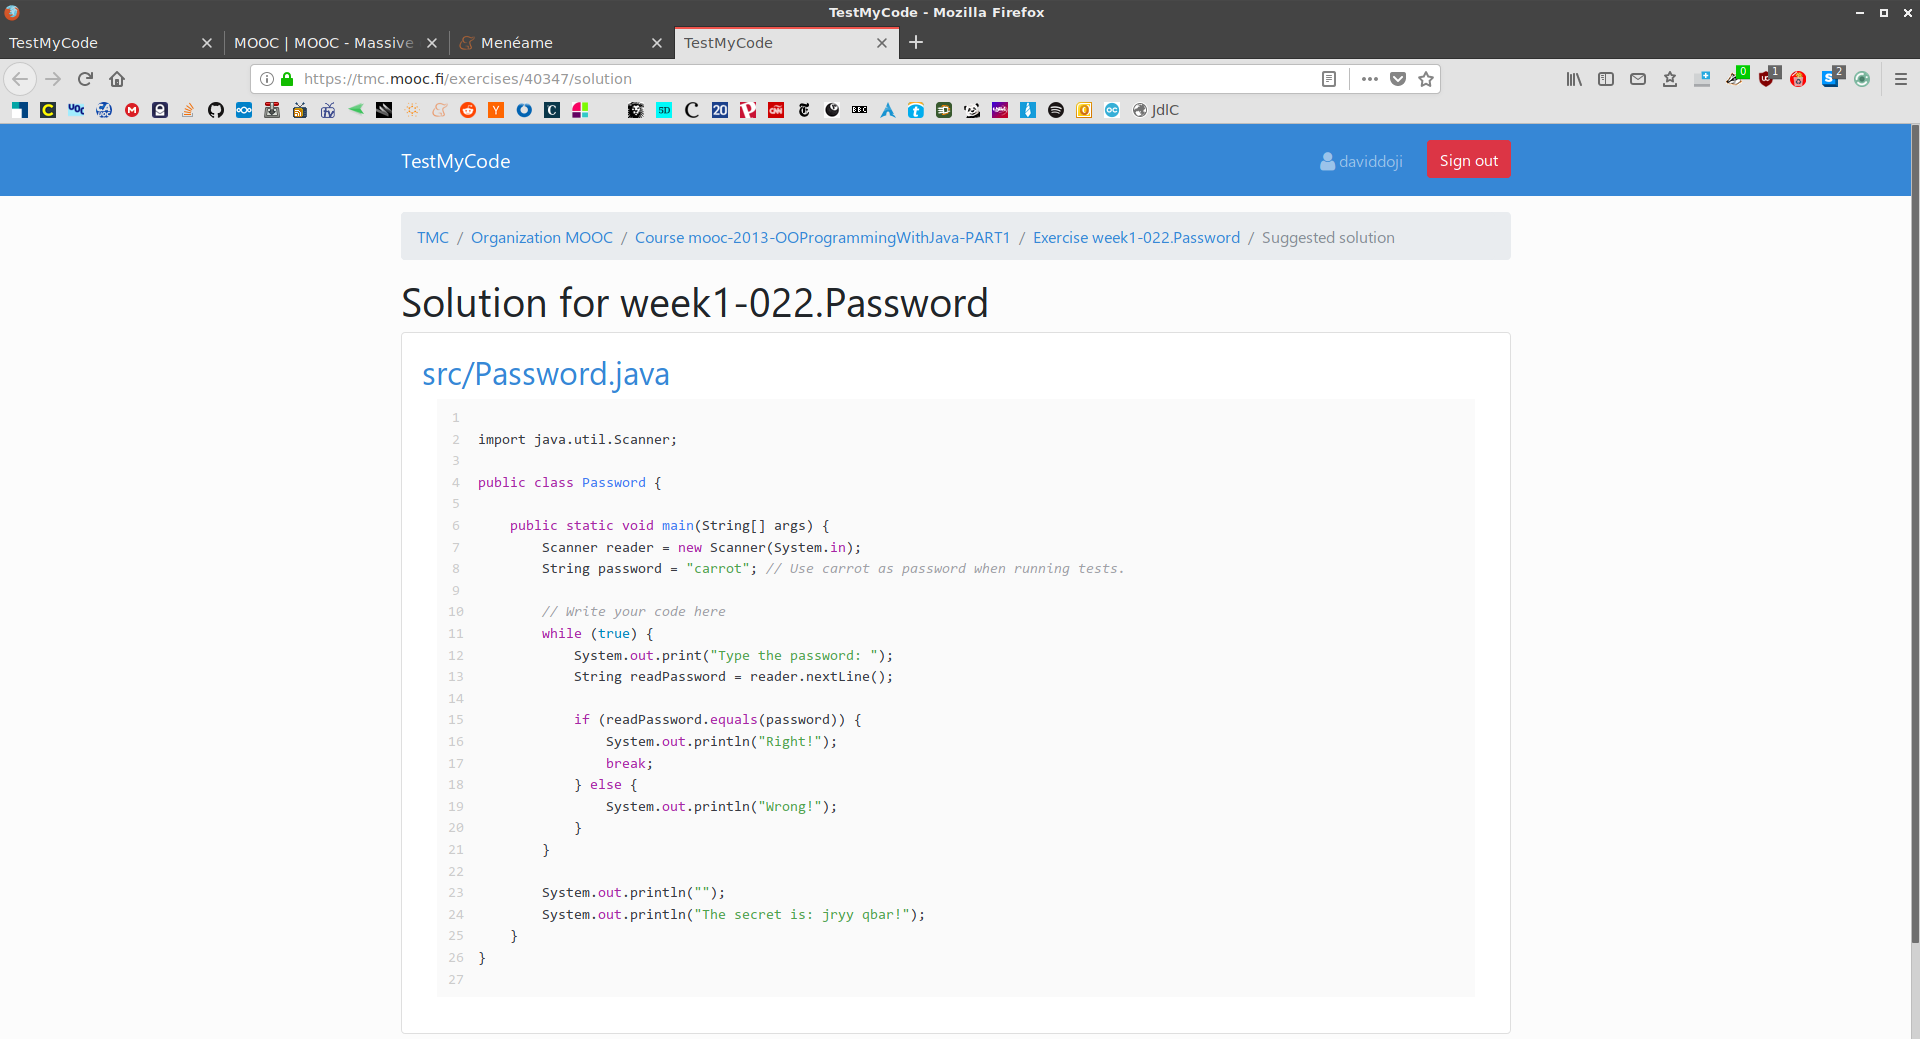 TestMyCode - Mozilla Firefox
TestMyCode
MOOC | MOOC - Massive
Menéame
TestMyCode
https://tmc.mooc.fi/exercises/40347/solution
0
1
2
JdlC
TestMyCode
daviddoji
Sign out
TMC / Organization MOOC / Course mooc-2013-OOProgrammingWithJava-PART1 / Exercise week1-022.Password / Suggested solution
Solution for week1-022.Password
src/Password.java
1
2 import java.util.Scanner;
3
4 public class Password {
5
6     public static void main(String[] args) {
7         Scanner reader = new Scanner(System.in);
8         String password = "carrot"; // Use carrot as password when running tests.
9
10         // Write your code here
11         while (true) {
12             System.out.print("Type the password: ");
13             String readPassword = reader.nextLine();
14
15             if (readPassword.equals(password)) {
16                 System.out.println("Right!");
17                 break;
18             } else {
19                 System.out.println("Wrong!");
20             }
21         }
22
23         System.out.println("");
24         System.out.println("The secret is: jryy qbar!");
25     }
26 }
27